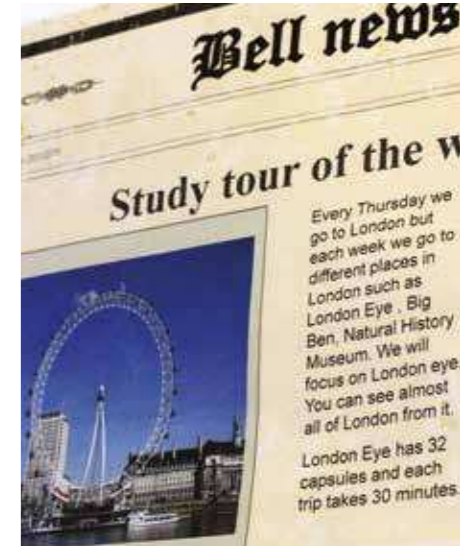 Bell news
Study tour of the w
Every Thursday we
go to London but
each week we go to
different places in
London such as
London Eye , Big
Ben, Natural History
Museum. We will
focus on London eye.
You can see almost
all of London from it.
London Eye has 32
capsules and each
trip takes 30 minutes.